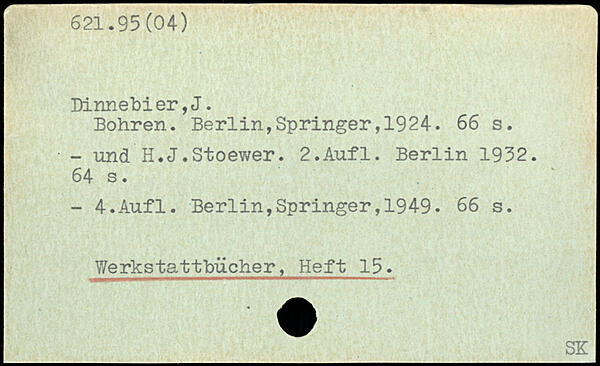 621.95(04)
Dinnebier,J.
Bohren. Berlin,Springer,1924. 66 s.
- und H.J.Stoewer. 2.Aufl. Berlin 1932.
64 s.
- 4.Aufl. Berlin,Springer,1949. 66 s.
Werkstattbücher, Heft 15.
SK